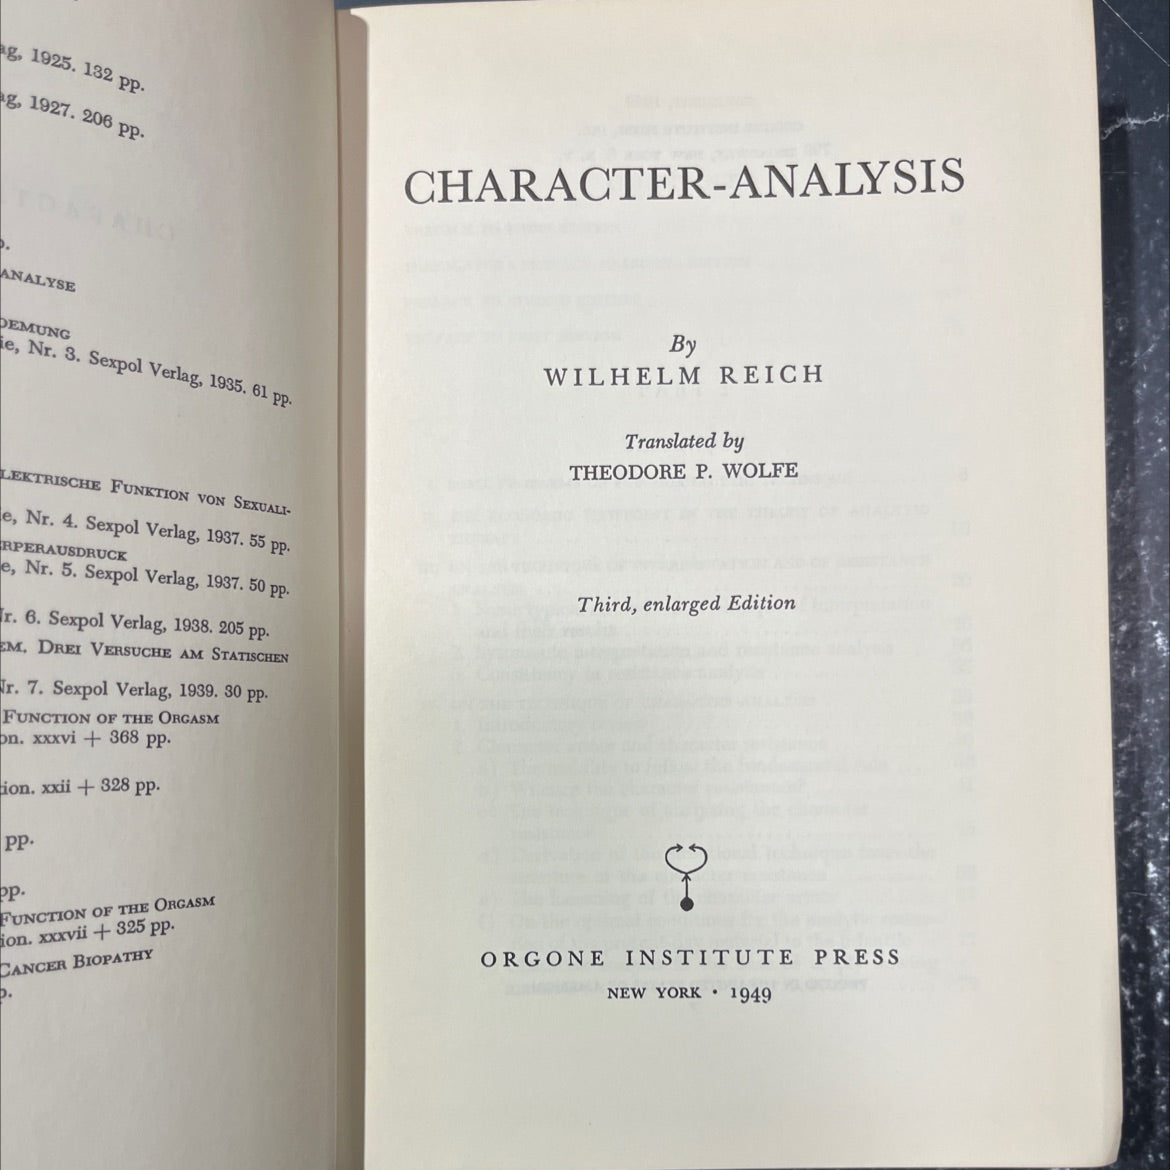 ag, 1925. 132 pp.
ag, 1927. 206 pp.
p.
ANALYSE
OEMUNG
ie, Nr. 3. Sexpol Verlag, 1935. 61 pp.
LEKTRISCHE FUNKTION VON SEXUALI-
e, Nr. 4. Sexpol Verlag, 1937. 55 pp.
RPERAUSDRUCK
e, Nr. 5. Sexpol Verlag, 1937. 50 pp.
Nr. 6. Sexpol Verlag, 1938. 205 pp.
EM. DREI VERSUCHE AM STATISCHEN
Nr. 7. Sexpol Verlag, 1939. 30 pp.
FUNCTION OF THE ORGASM
on. xxxvi + 368 pp.
tion. xxii + 328 pp.
pp.
pp.
FUNCTION OF THE ORGASM
ion. xxxvii + 325 pp.
CANCER BIOPATHY
p.
CHARACTER-ANALYSIS
By
WILHELM REICH
Translated by
THEODORE P. WOLFE
Third, enlarged Edition
ORGONE INSTITUTE PRESS
NEW YORK · 1949